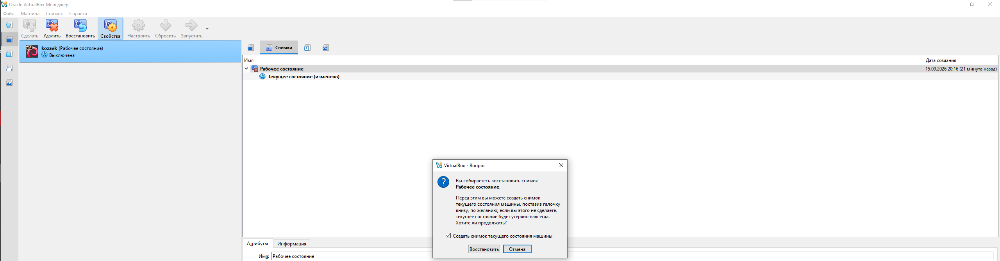 Oracle VirtualBox Менеджер
Файл Машина Снимок Справка
Сделать Удалить Восстановить Свойства Настроить Сбросить Запустить
x64
kozavk (Рабочее состояние)
Выключена
Снимки
Имя Дата создания
Рабочее состояние 15.09.2026 20:16 (21 минута назад)
Текущее состояние (изменено)
VirtualBox - Вопрос
Вы собираетесь восстановить снимок
Рабочее состояние.
Перед этим вы можете создать снимок
текущего состояния машины, поставив галочку
внизу, по желанию; если вы этого не сделаете,
текущее состояние будет утеряно навсегда.
Хотите ли продолжить?
Создать снимок текущего состояния машины
Восстановить Отмена
Атрибуты Информация
Имя: Рабочее состояние